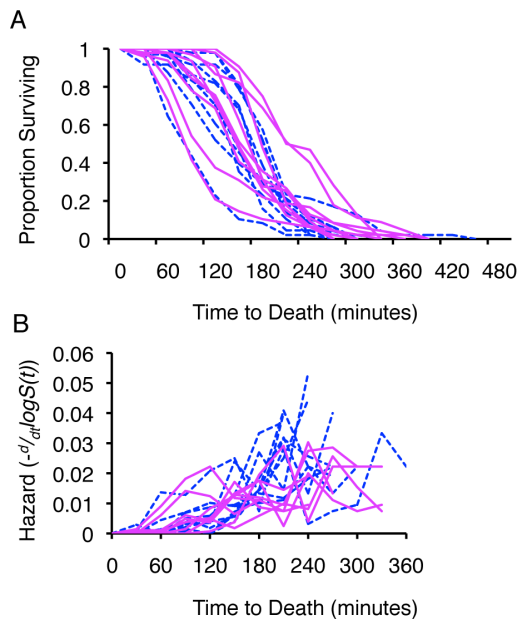 A
Proportion Surviving
1
0.8
0.6
0.4
0.2
0
0 60 120 180 240 300 360 420 480
Time to Death (minutes)
B
Hazard (-d/dtlogS(t))
0.06
0.05
0.04
0.03
0.02
0.01
0
0 60 120 180 240 300 360
Time to Death (minutes)